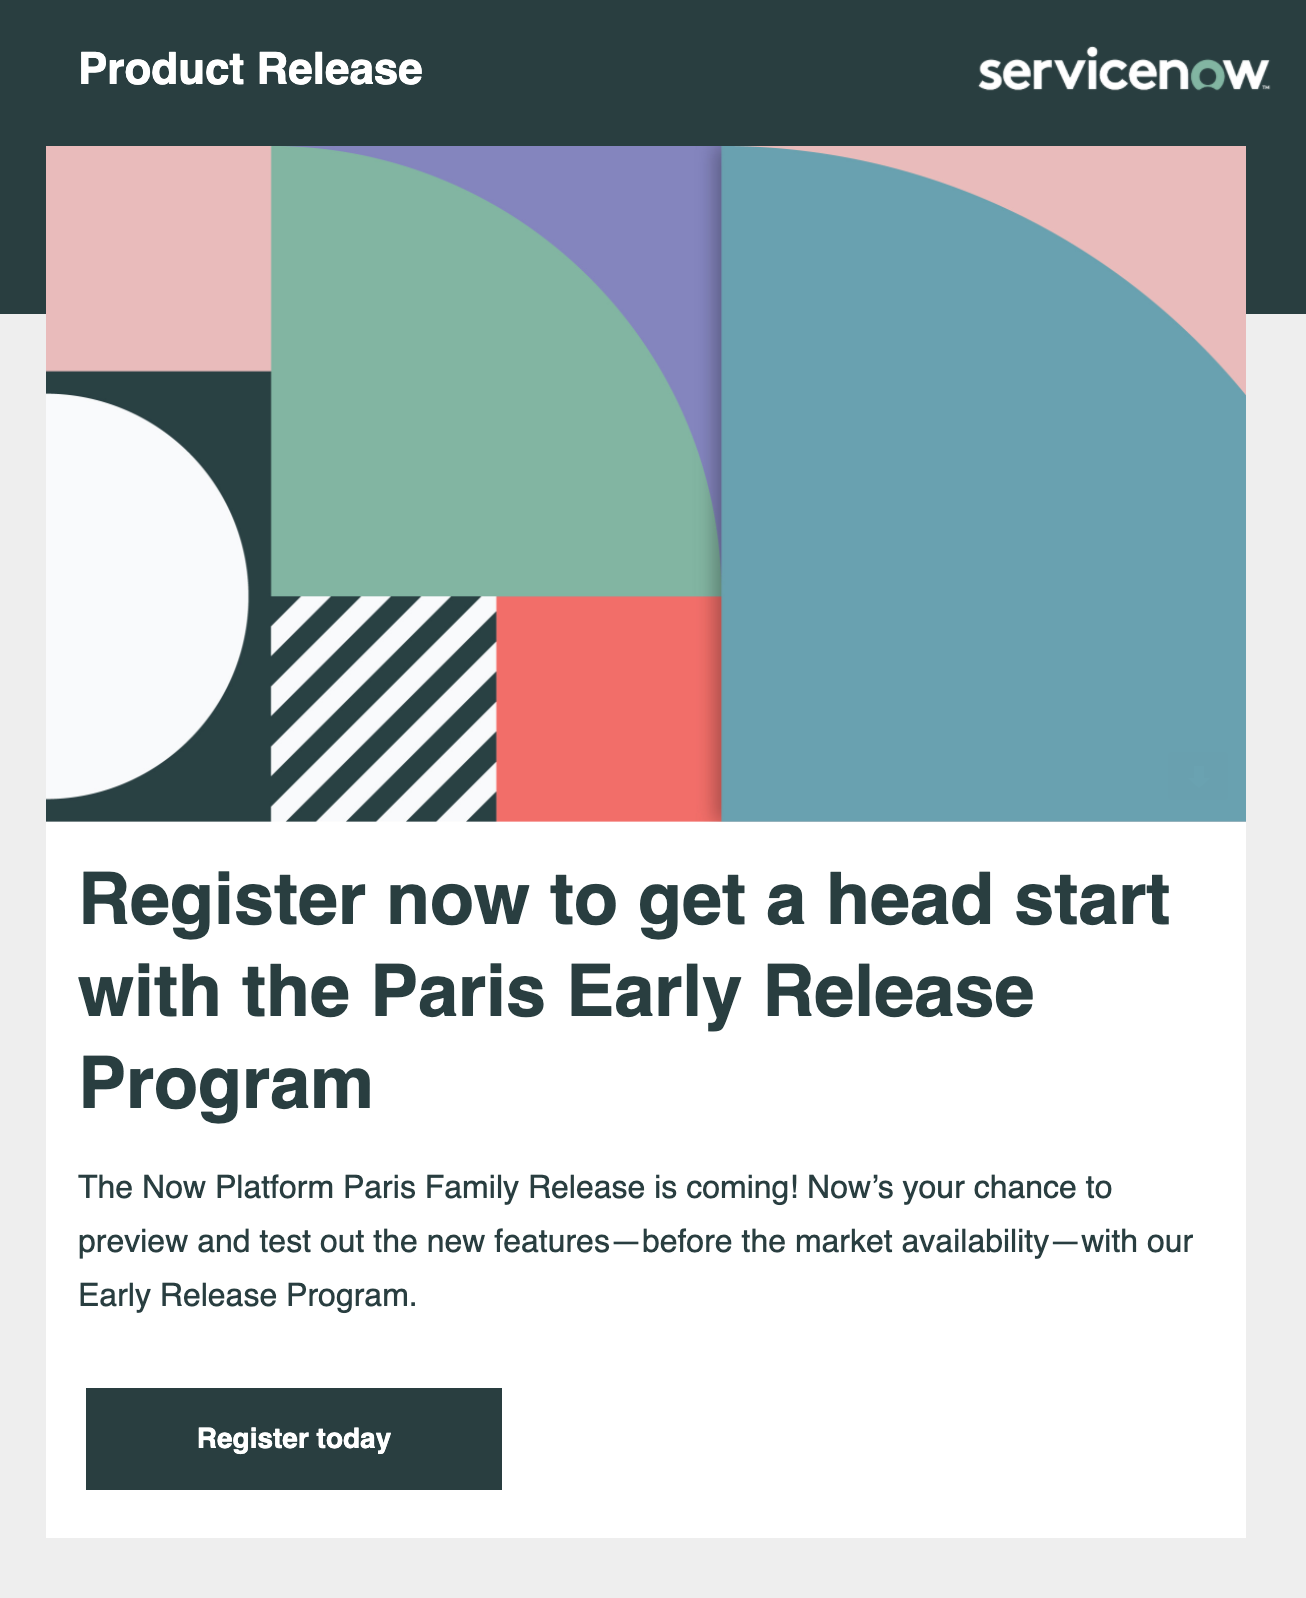 Product Release
servicenow™
Register now to get a head start
with the Paris Early Release
Program
The Now Platform Paris Family Release is coming! Now’s your chance to
preview and test out the new features—before the market availability—with our
Early Release Program.
Register today